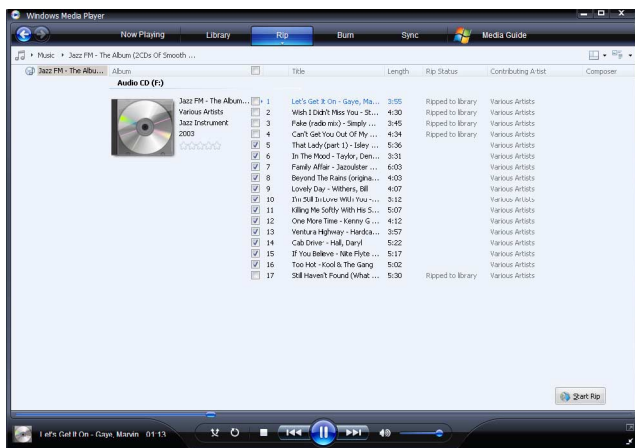 Windows Media Player
Now Playing Library Rip Burn Sync Media Guide
Music Jazz FM - The Album (2CDs Of Smooth ...
Jazz FM - The Albu... Album Title Length Rip Status Contributing Artist Composer
Audio CD (F:)
Jazz FM - The Album... 1 Let's Get It On - Gaye, Ma... 3:55 Ripped to library Various Artists
Various Artists 2 Wish I Didn't Miss You - St... 4:30 Ripped to library Various Artists
Jazz Instrument 3 Fake (radio mix) - Simply ... 3:45 Ripped to library Various Artists
2003 4 Can't Get You Out Of My ... 4:34 Ripped to library Various Artists
5 That Lady (part 1) - Isley ... 5:36 Various Artists
6 In The Mood - Taylor, Den... 3:31 Various Artists
7 Family Affair - Jazoulster ... 6:03 Various Artists
8 Beyond The Rains (origina... 4:03 Various Artists
9 Lovely Day - Withers, Bill 4:07 Various Artists
10 I'm Still In Love With You -... 3:12 Various Artists
11 Killing Me Softly With His S... 5:07 Various Artists
12 One More Time - Kenny G ... 4:12 Various Artists
13 Ventura Highway - Hardca... 3:57 Various Artists
14 Cab Driver - Hall, Daryl 5:22 Various Artists
15 If You Believe - Nite Flyte ... 5:17 Various Artists
16 Too Hot - Kool & The Gang 5:02 Various Artists
17 Still Haven't Found (What ... 5:30 Ripped to library Various Artists
Start Rip
Let's Get It On - Gaye, Marvin 01:13